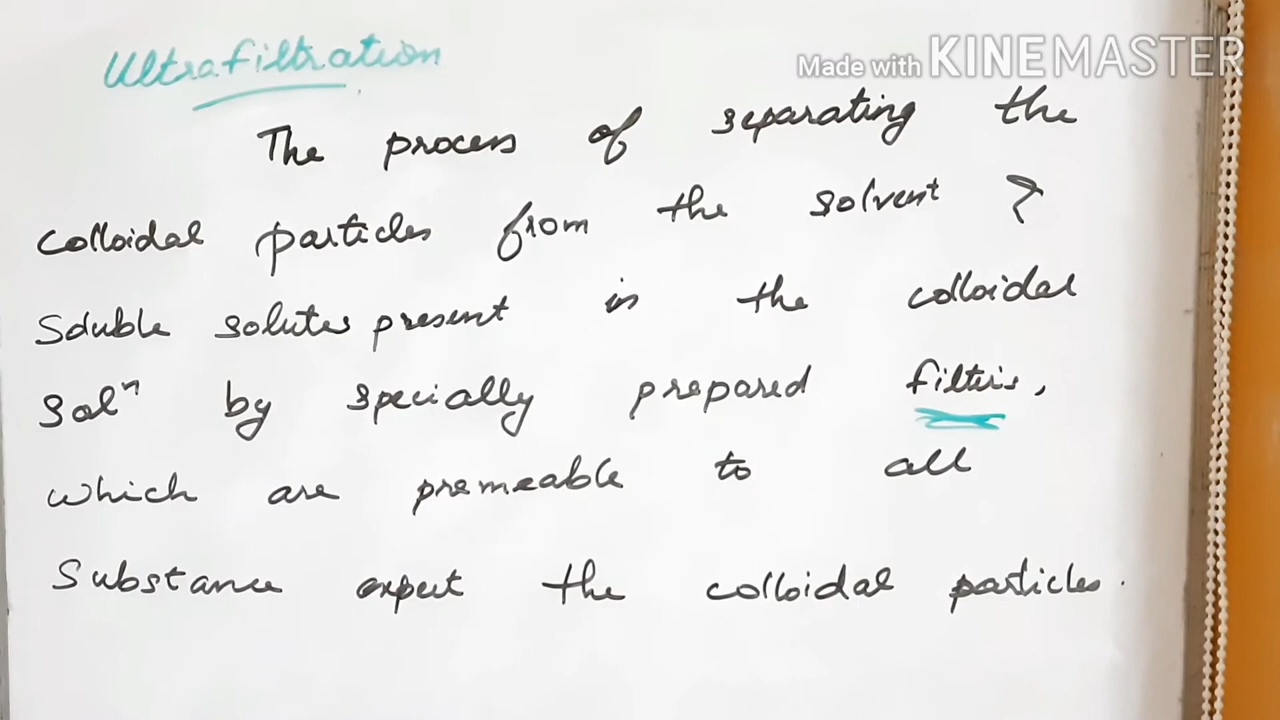 Ultrafiltration
Made with KINEMASTER
The process of separating the
colloidal particles from the solvent &
Soluble solutes present in the colloidal
Solⁿ by specially prepared filters,
which are premeable to all
Substance expect the colloidal particles.